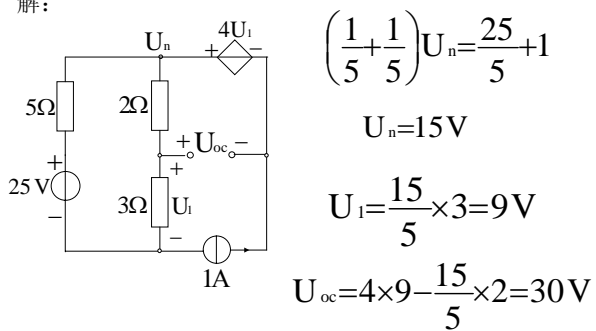 解：
4U₁
Uₙ + −
5Ω 2Ω
+ Uoc −
+ +
25V 3Ω U₁
− −
1A
(1/5+1/5)Uₙ=25/5+1
Uₙ=15V
U₁=15/5×3=9V
Uoc=4×9−15/5×2=30V